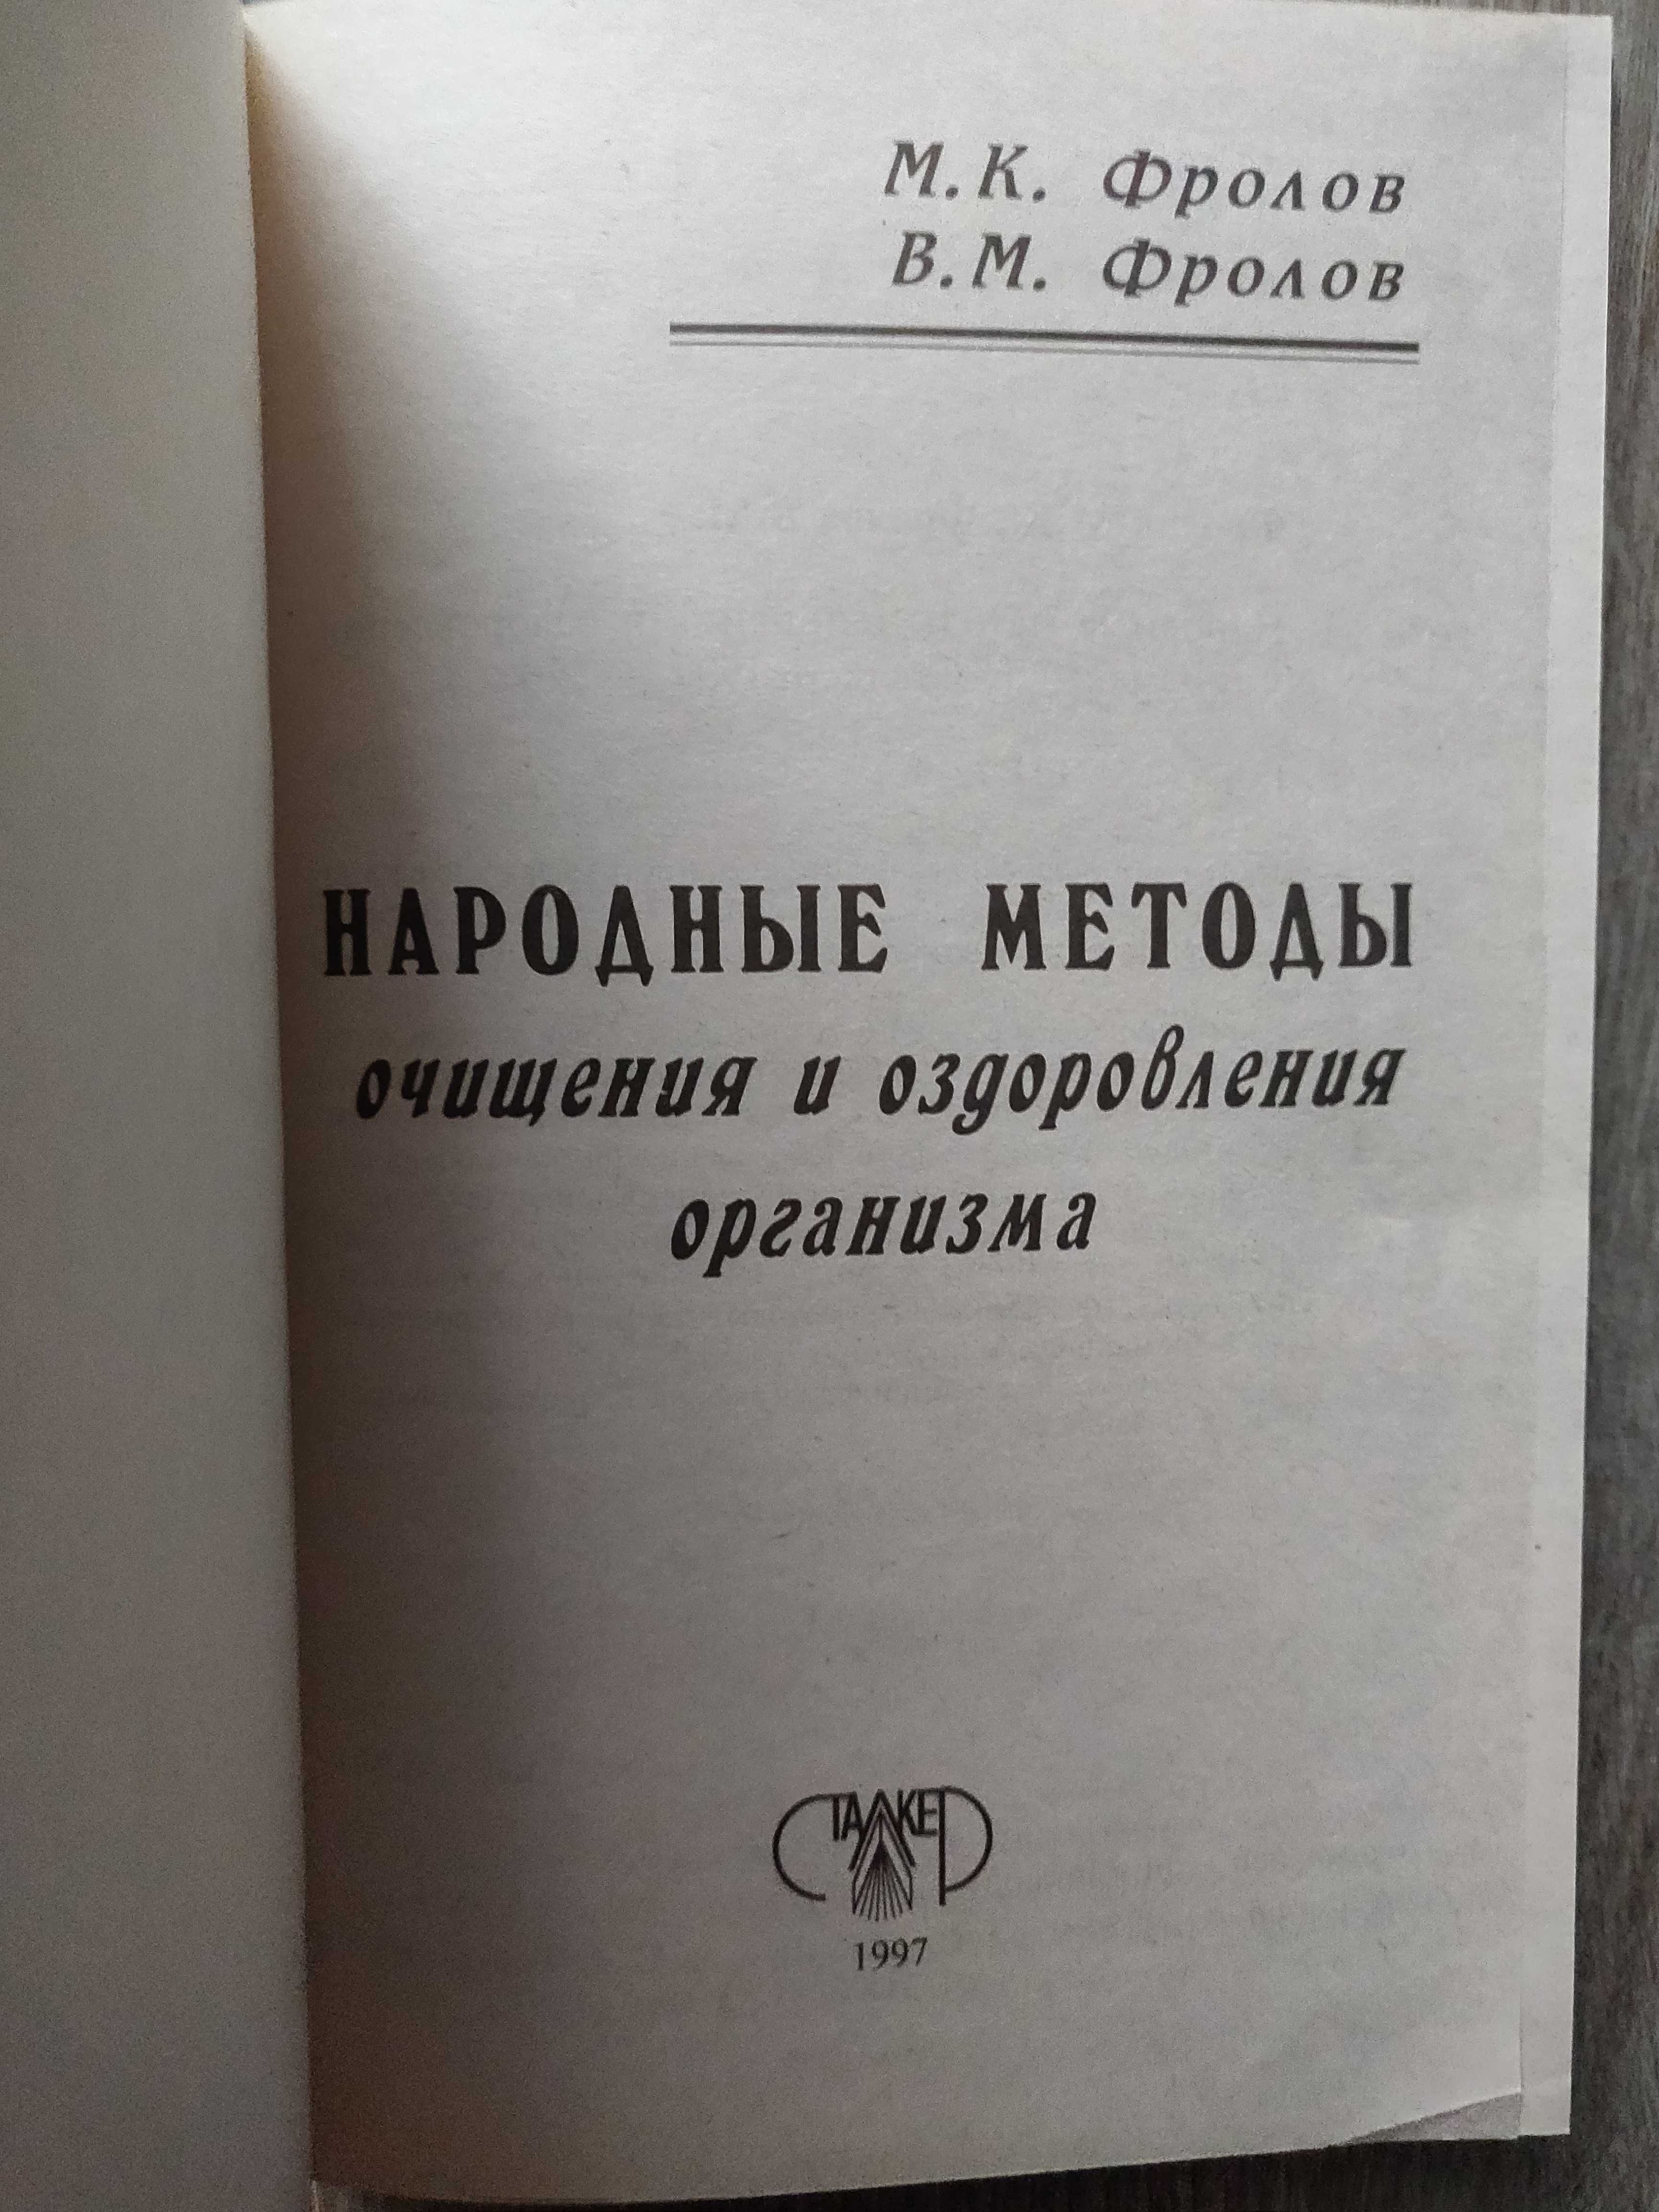 М.К. Фролов
В.М. Фролов
НАРОДНЫЕ МЕТОДЫ
очищения и оздоровления
организма
СТАЛКЕР
1997